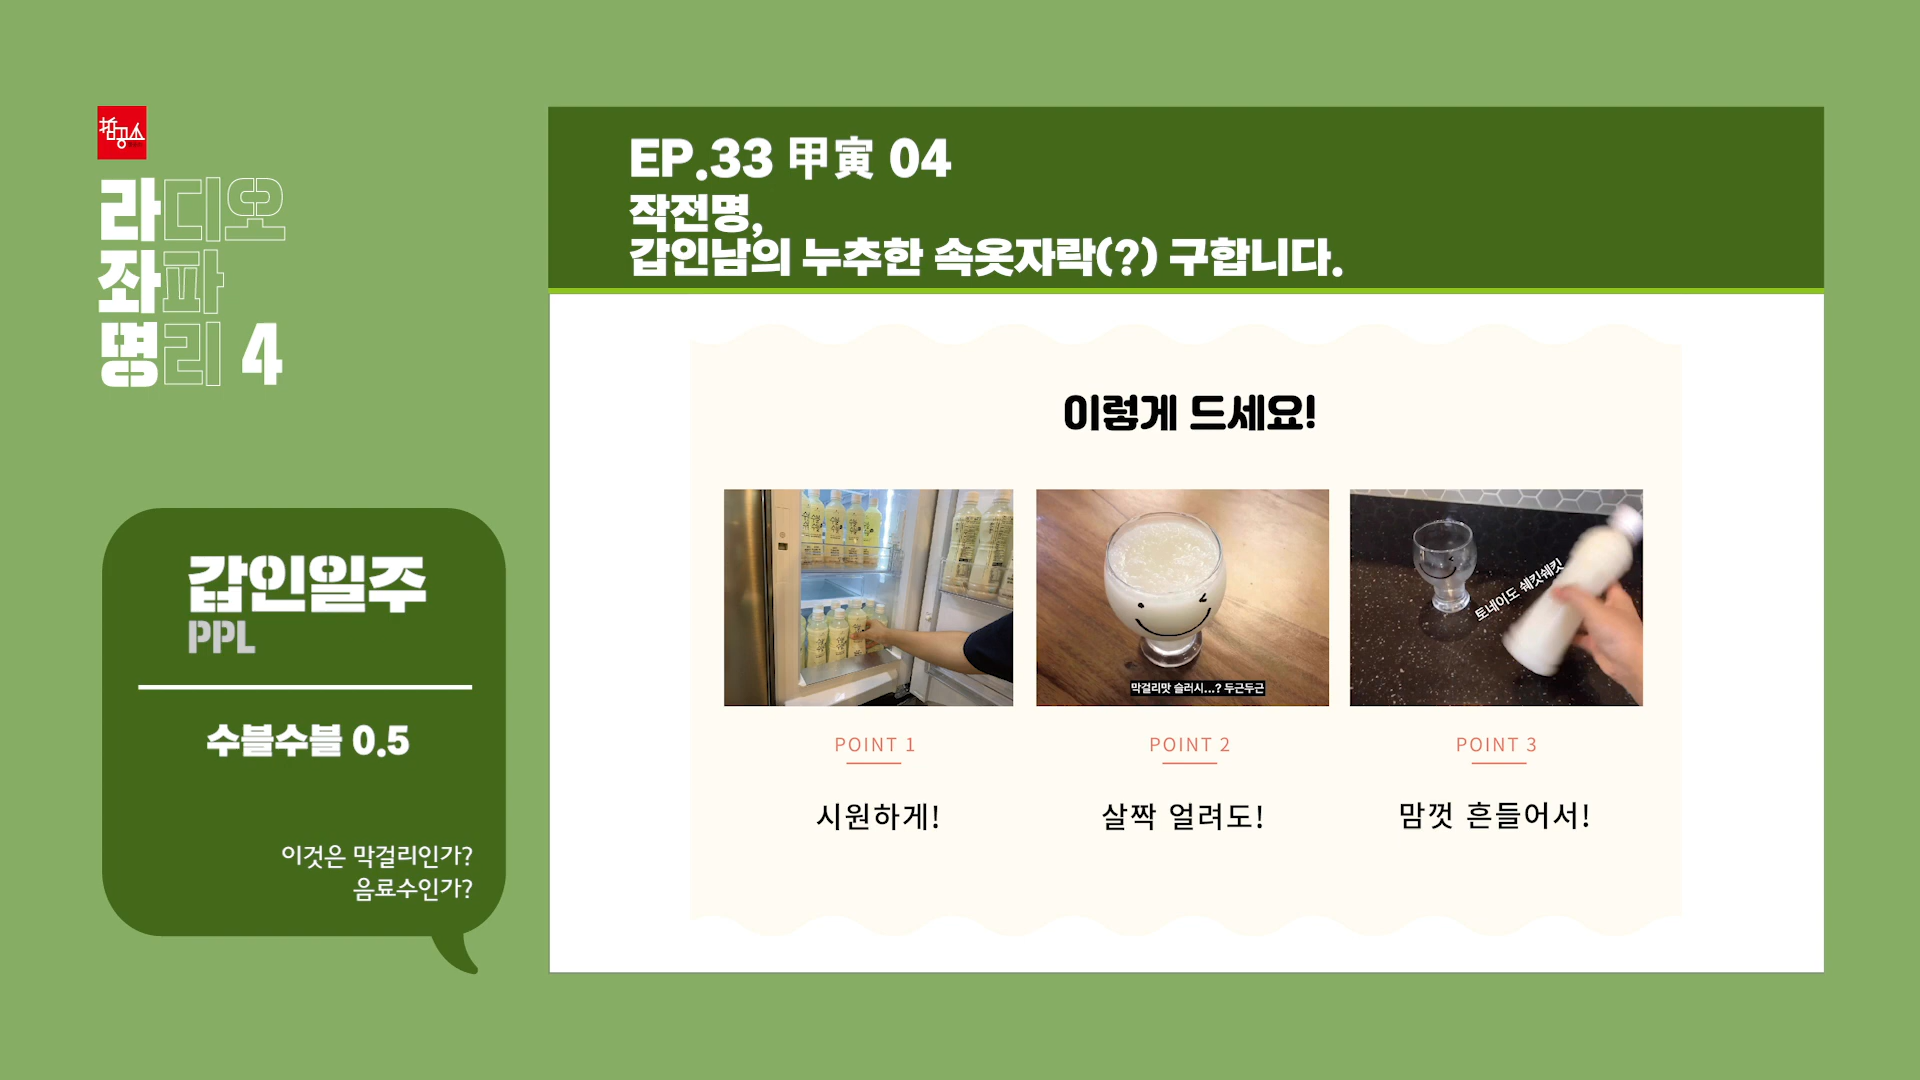 철공소
라디오
좌파
명리 4
EP.33 甲寅 04
작전명,
갑인남의 누추한 속옷자락(?) 구합니다.
갑인일주
PPL
수블수블 0.5
이것은 막걸리인가?
음료수인가?
이렇게 드세요!
막걸리맛 슬러시...? 두근두근
토네이도 쉐킷쉐킷
POINT 1
POINT 2
POINT 3
시원하게!
살짝 얼려도!
맘껏 흔들어서!